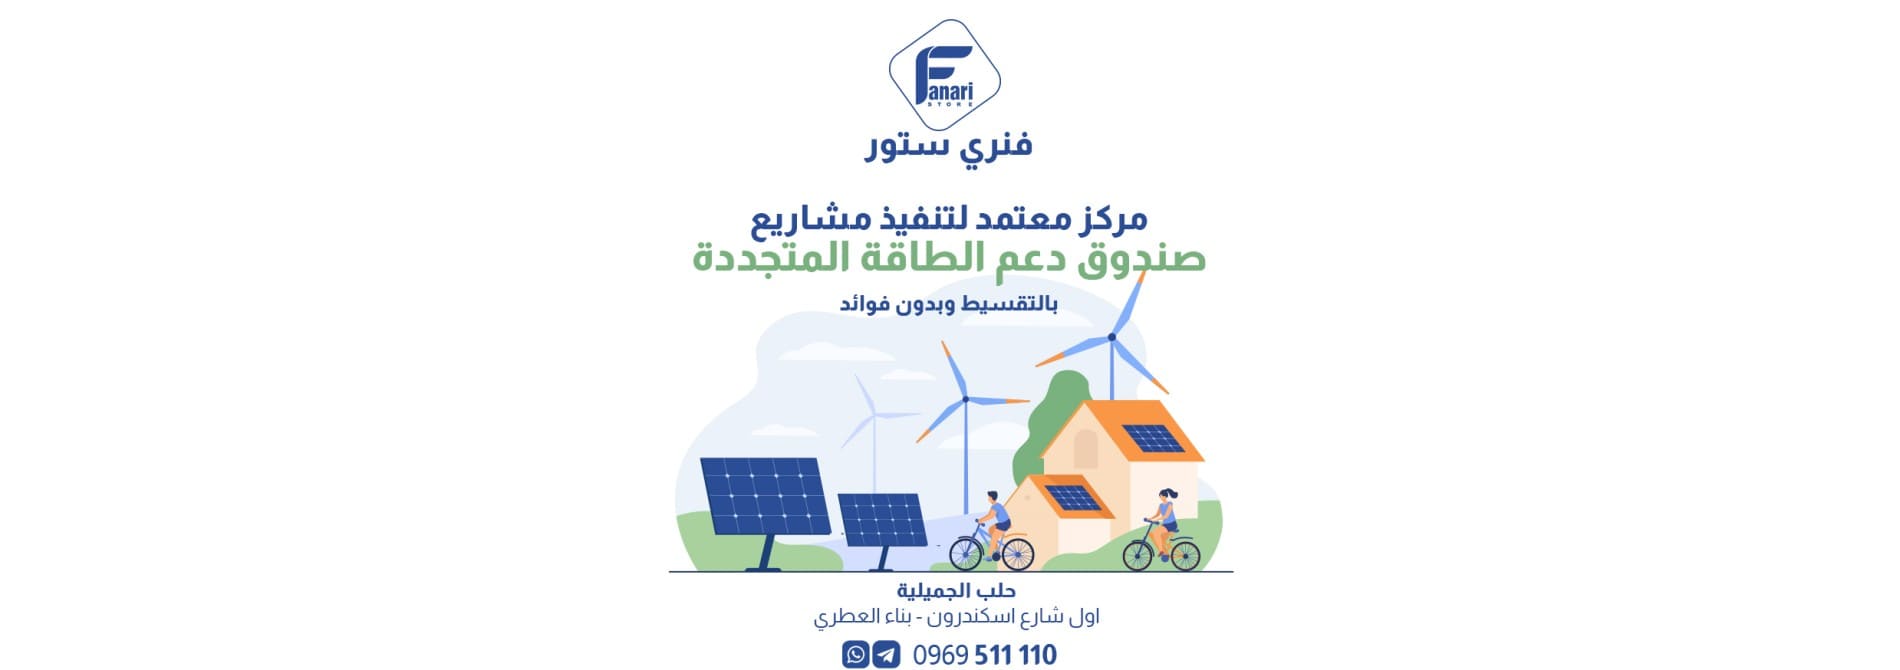 Fanari
STORE
فنري ستور
مركز معتمد لتنفيذ مشاريع
صندوق دعم الطاقة المتجددة
بالتقسيط وبدون فوائد
حلب الجميلية
اول شارع اسكندرون - بناء العطري
0969 511 110